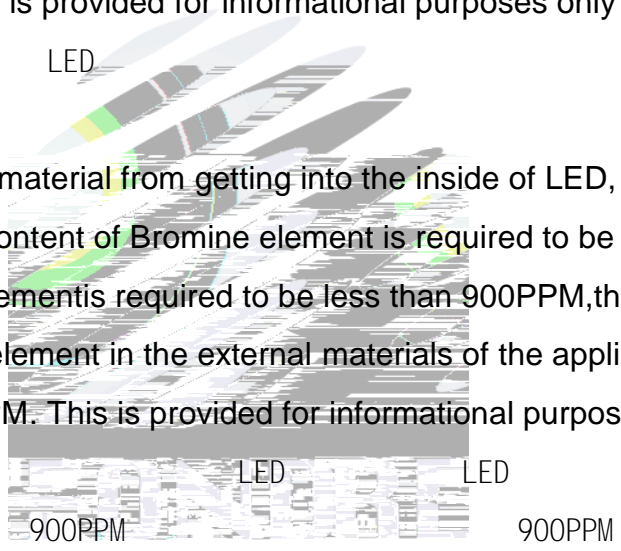 is provided for informational purposes only
LED
material from getting into the inside of LED,
ontent of Bromine element is required to be
ementis required to be less than 900PPM,th
element in the external materials of the appli
M. This is provided for informational purpos
LED LED
900PPM 900PPM